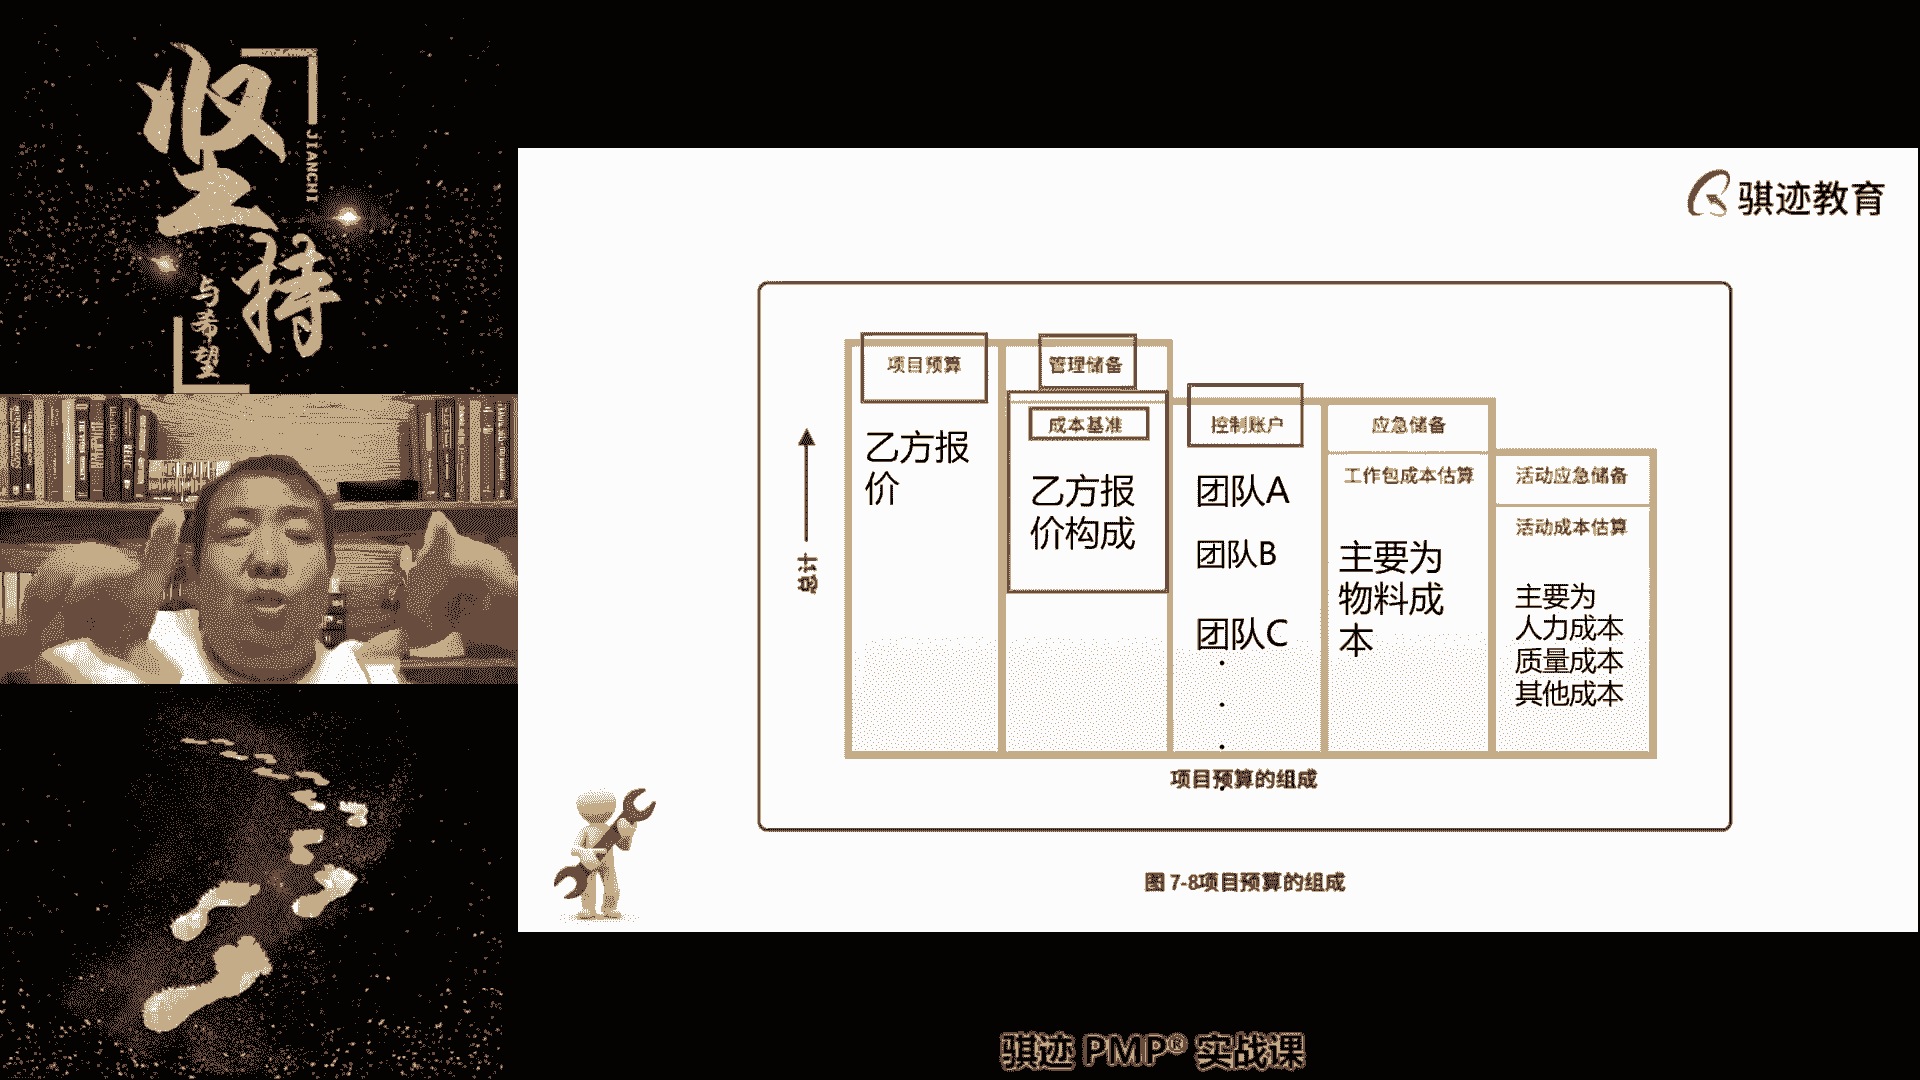 坚持
JIANCHI
与希望
骐迹教育
项目预算
管理储备
成本基准
控制账户
应急储备
工作包成本估算
活动应急储备
活动成本估算
乙方报
价
乙方报
价构成
团队A
团队B
团队C
主要为
物料成
本
主要为
人力成本
质量成本
其他成本
总计
项目预算的组成
图 7-8项目预算的组成
骐迹 PMP® 实战课